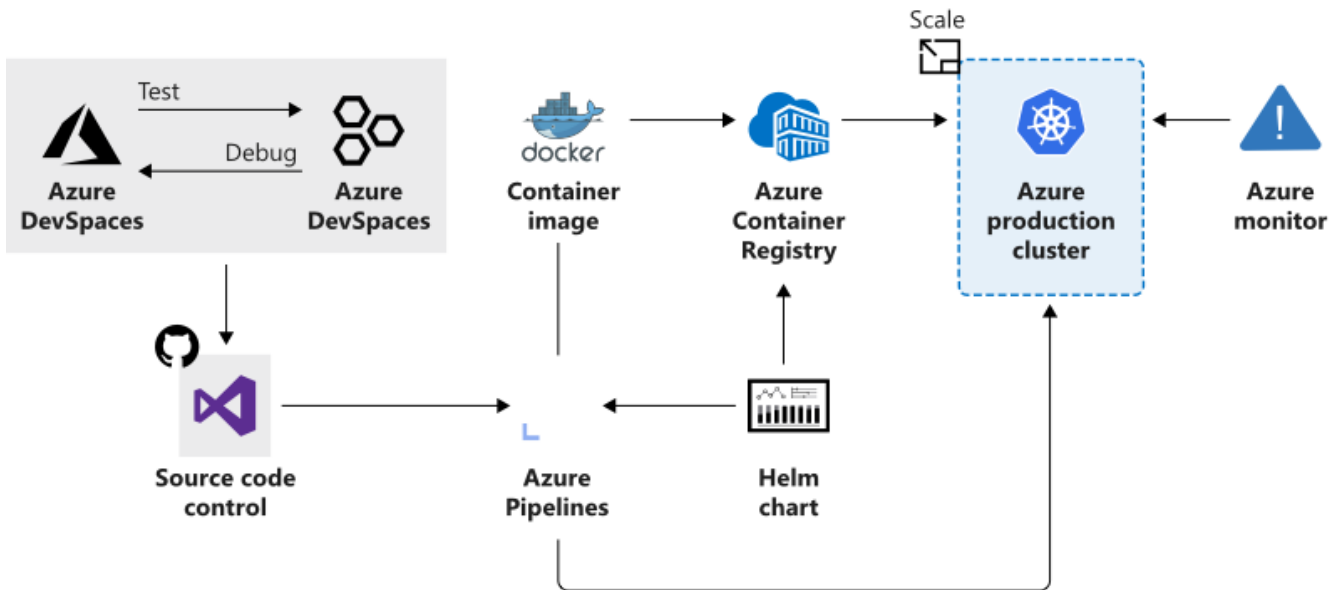 Scale
Test
Debug
Azure
DevSpaces
Azure
DevSpaces
docker
Container
image
Azure
Container
Registry
Azure
production
cluster
Azure
monitor
Source code
control
Azure
Pipelines
Helm
chart